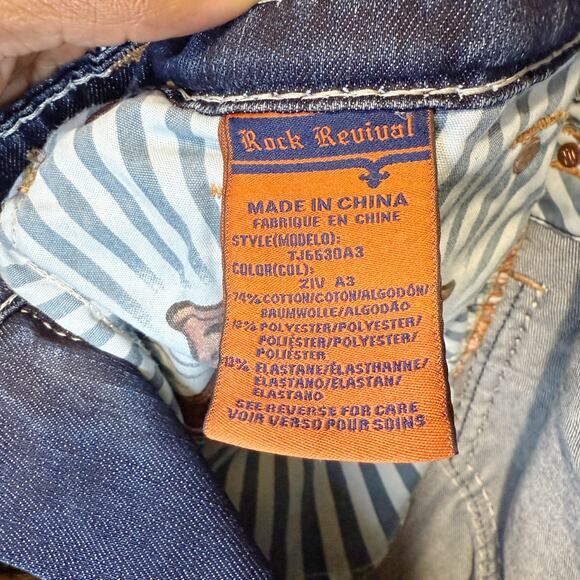 Rock Revival
MADE IN CHINA
FABRIQUE EN CHINE
STYLE(MODELO):
TJ6630A3
COLOR(CUL):
ZIV A3
74% COTTON/COTON/ALGODÓN/
BAUMWOLLE/ALGODÃO
13% POLYESTER/POLYESTER/
POLIÉSTER/POLYESTER/
POLIÉSTER
13% ELASTANE/ÉLASTHANNE/
ELASTANO/ELASTAN/
ELASTANO
SEE REVERSE FOR CARE
VOIR VERSO POUR SOINS